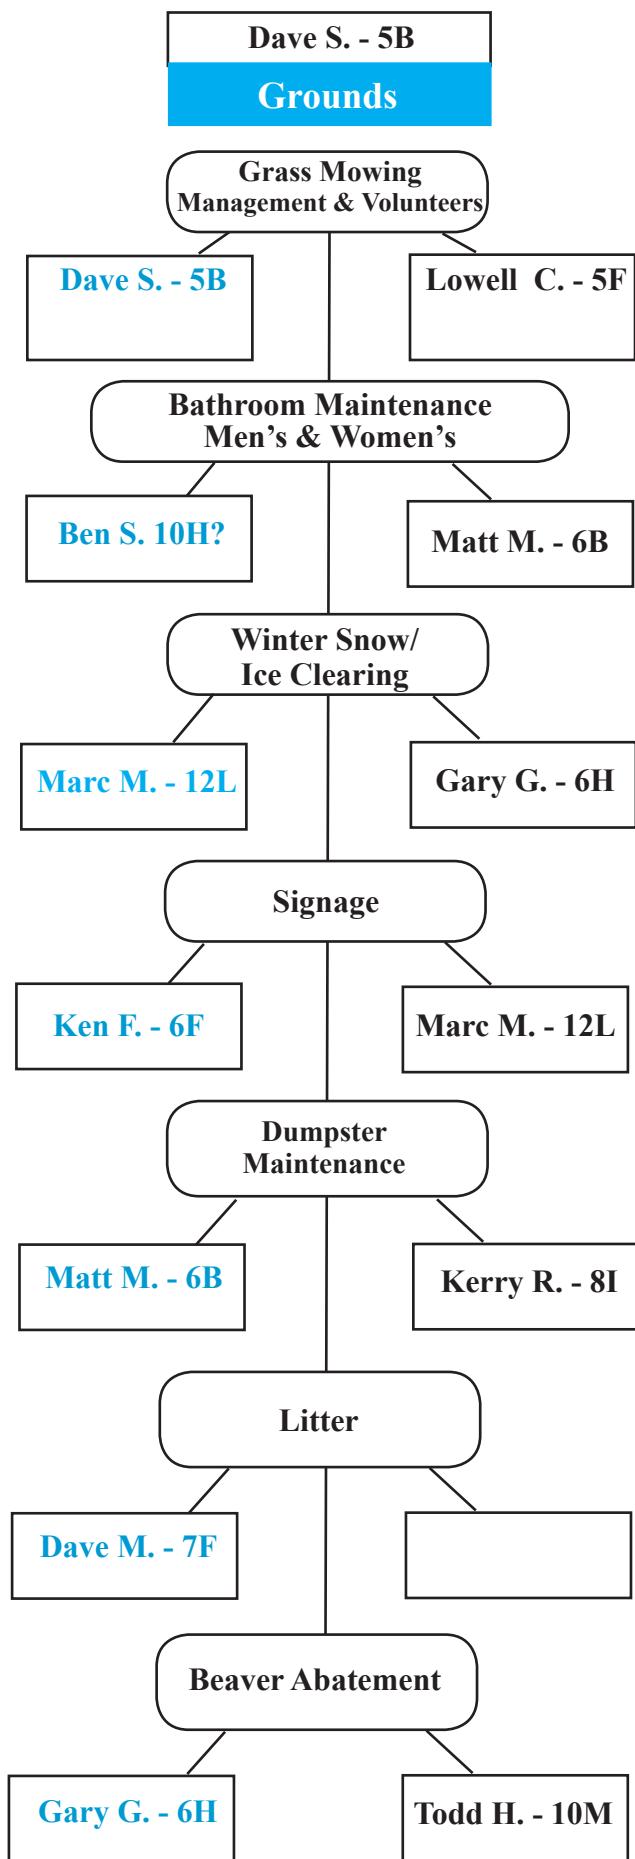 Dave S. - 5B
Grounds
Grass Mowing
Management & Volunteers
Dave S. - 5B
Lowell C. - 5F
Bathroom Maintenance
Men’s & Women’s
Ben S. 10H?
Matt M. - 6B
Winter Snow/
Ice Clearing
Marc M. - 12L
Gary G. - 6H
Signage
Ken F. - 6F
Marc M. - 12L
Dumpster
Maintenance
Matt M. - 6B
Kerry R. - 8I
Litter
Dave M. - 7F
Beaver Abatement
Gary G. - 6H
Todd H. - 10M